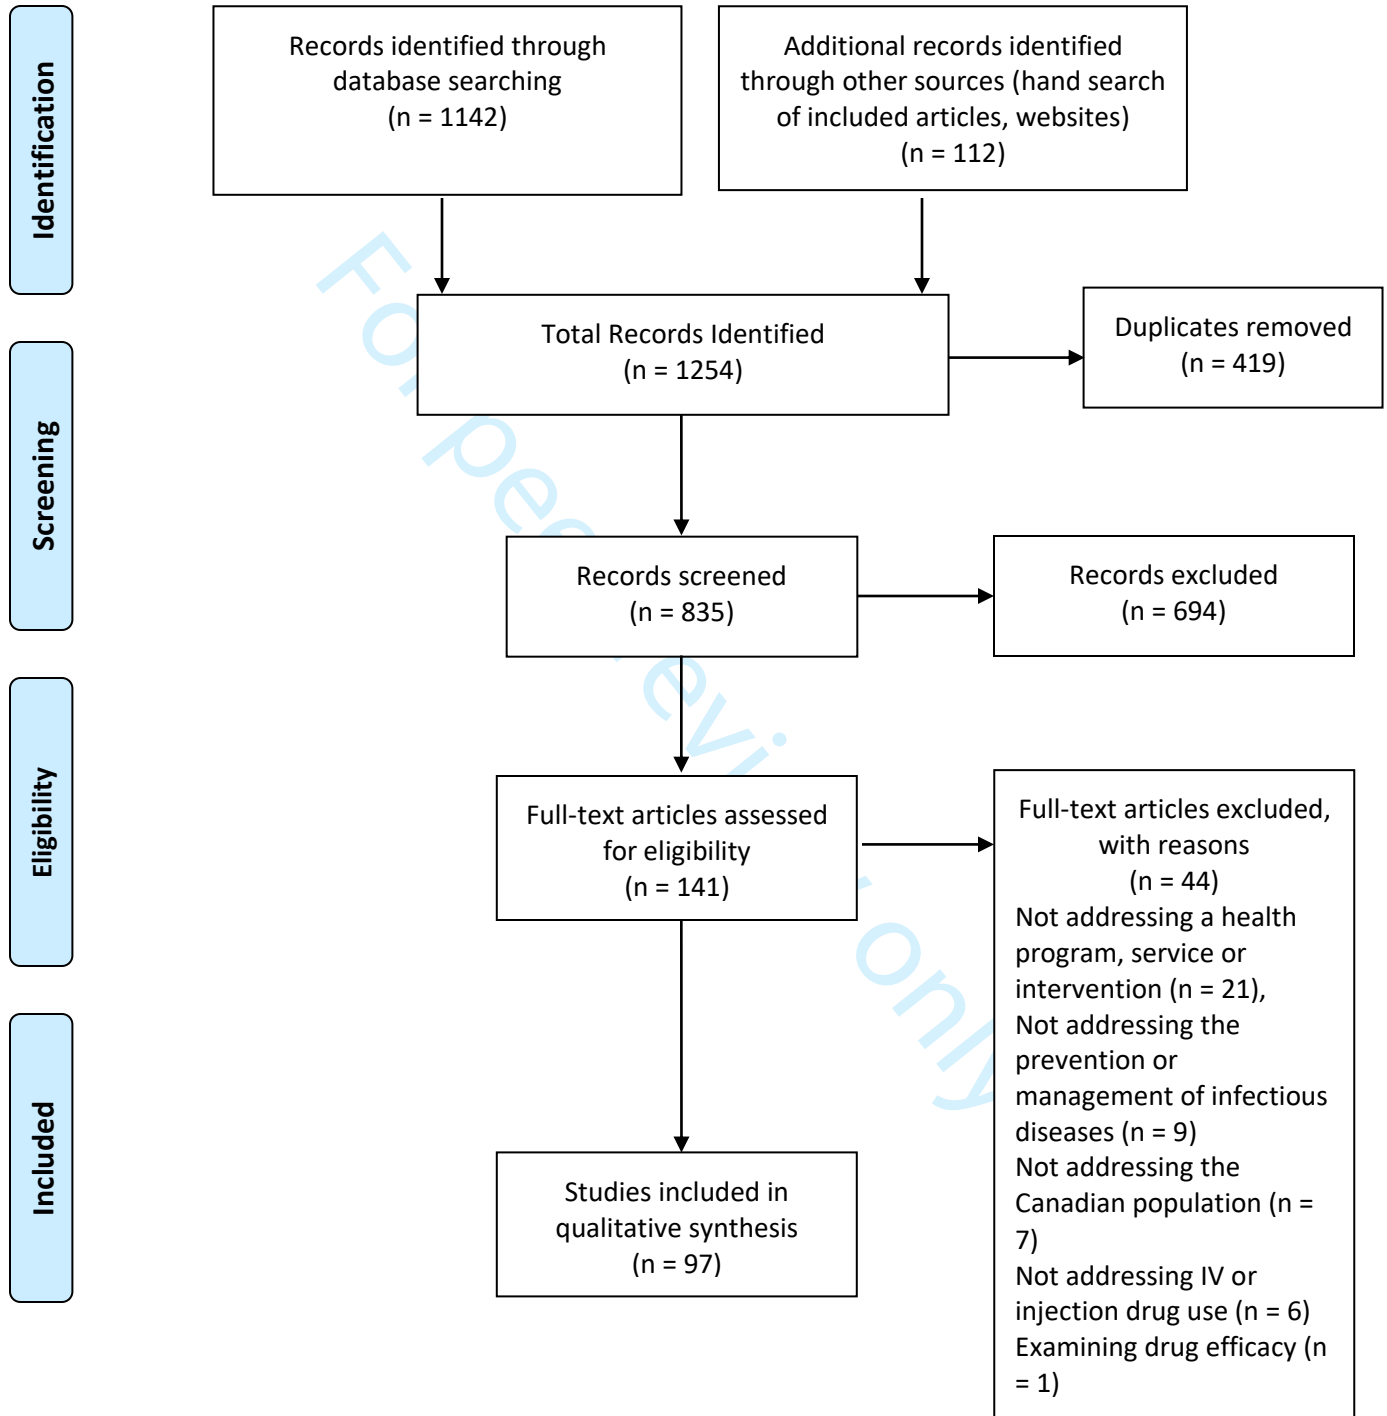 Identification
Records identified through
database searching
(n = 1142)
Additional records identified
through other sources (hand search
of included articles, websites)
(n = 112)
Total Records Identified
(n = 1254)
Duplicates removed
(n = 419)
Screening
Records screened
(n = 835)
Records excluded
(n = 694)
Eligibility
Full-text articles assessed
for eligibility
(n = 141)
Full-text articles excluded,
with reasons
(n = 44)
Not addressing a health
program, service or
intervention (n = 21),
Not addressing the
prevention or
management of infectious
diseases (n = 9)
Not addressing the
Canadian population (n =
7)
Not addressing IV or
injection drug use (n = 6)
Examining drug efficacy (n
= 1)
Included
Studies included in
qualitative synthesis
(n = 97)
For peer review only